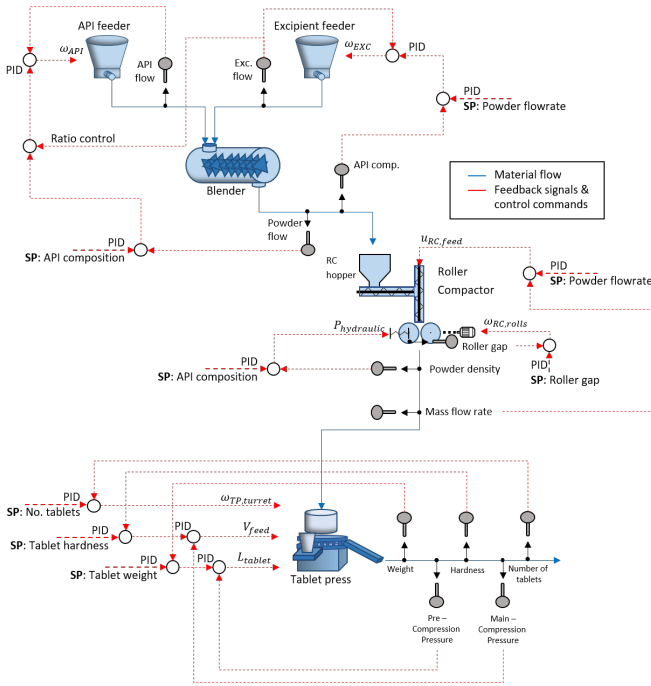 API feeder
Excipient feeder
ω_API
ω_EXC
PID
PID
API
flow
Exc.
flow
PID
SP: Powder flowrate
Ratio control
API comp.
Blender
Material flow
Feedback signals &
control commands
Powder
flow
PID
SP: API composition
u_RC,feed
RC
hopper
Roller
Compactor
PID
SP: Powder flowrate
P_hydraulic
ω_RC,rolls
Roller gap
PID
SP: API composition
Powder density
PID
SP: Roller gap
Mass flow rate
PID
SP: No. tablets
ω_TP,turret
PID
SP: Tablet hardness
PID
V_feed
PID
SP: Tablet weight
PID
L_tablet
Tablet press
Weight
Hardness
Number of
tablets
Pre –
Compression
Pressure
Main –
Compression
Pressure